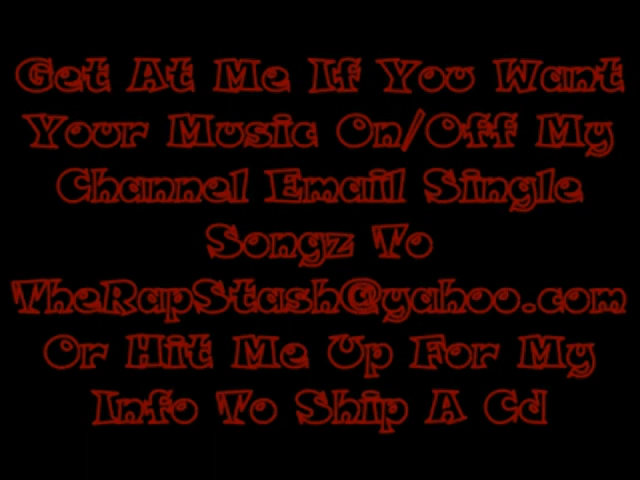 Get At Me If You Want
Your Music On/Off My
Channel Email Single
Songz To
TheRapStash@yahoo.com
Or Hit Me Up For My
Info To Ship A Cd